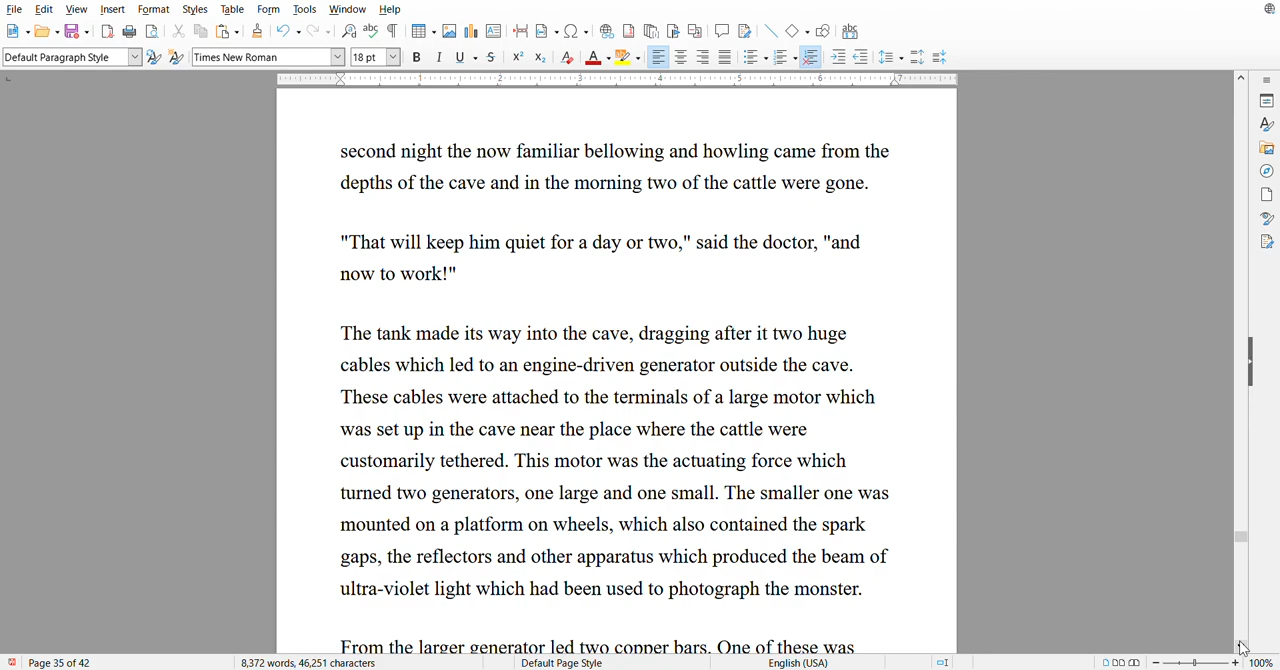 File Edit View Insert Format Styles Table Form Tools Window Help
Default Paragraph Style Times New Roman 18 pt
1 2 3 4 5 6 7
second night the now familiar bellowing and howling came from the
depths of the cave and in the morning two of the cattle were gone.
"That will keep him quiet for a day or two," said the doctor, "and
now to work!"
The tank made its way into the cave, dragging after it two huge
cables which led to an engine-driven generator outside the cave.
These cables were attached to the terminals of a large motor which
was set up in the cave near the place where the cattle were
customarily tethered. This motor was the actuating force which
turned two generators, one large and one small. The smaller one was
mounted on a platform on wheels, which also contained the spark
gaps, the reflectors and other apparatus which produced the beam of
ultra-violet light which had been used to photograph the monster.
From the larger generator led two copper bars. One of these was
Page 35 of 42 8,372 words, 46,251 characters Default Page Style English (USA) 100%